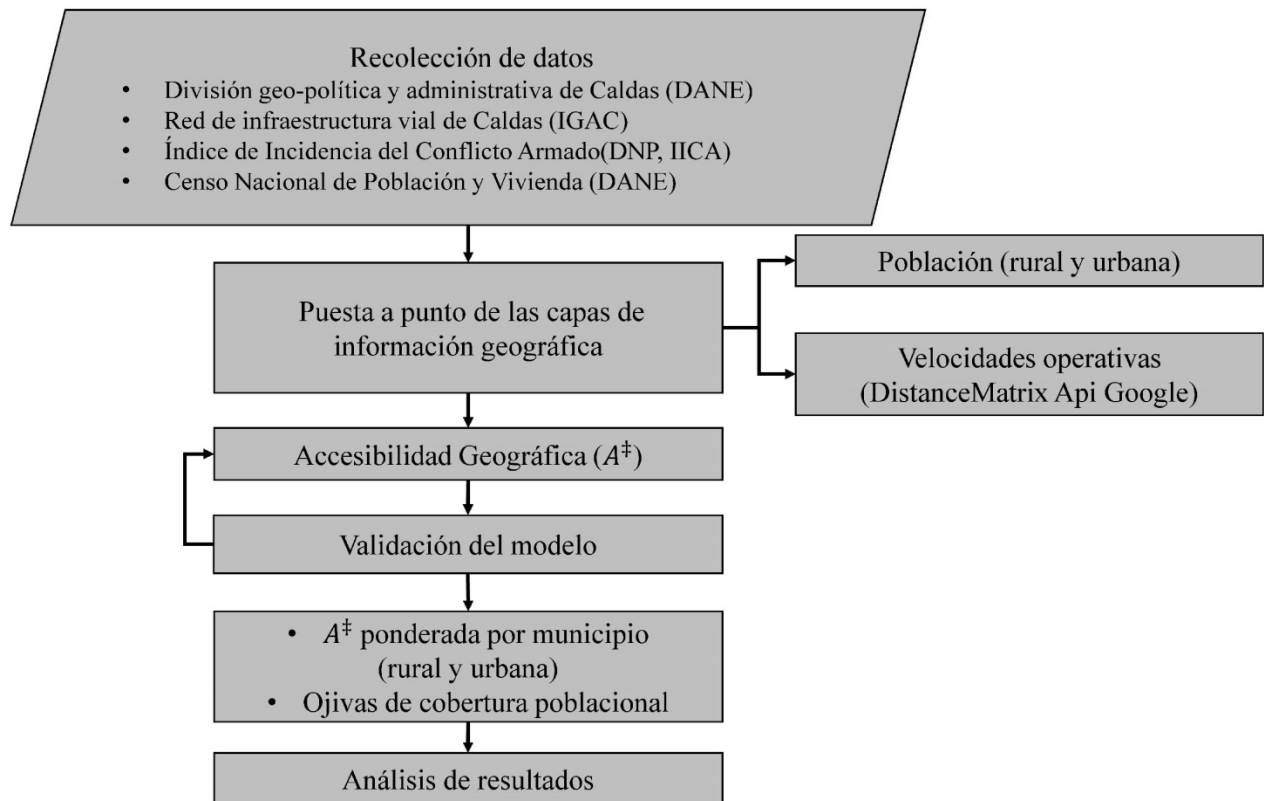 Recolección de datos
• División geo-política y administrativa de Caldas (DANE)
• Red de infraestructura vial de Caldas (IGAC)
• Índice de Incidencia del Conflicto Armado(DNP, IICA)
• Censo Nacional de Población y Vivienda (DANE)
Puesta a punto de las capas de
información geográfica
Población (rural y urbana)
Velocidades operativas
(DistanceMatrix Api Google)
Accesibilidad Geográfica (A‡)
Validación del modelo
• A‡ ponderada por municipio
(rural y urbana)
• Ojivas de cobertura poblacional
Análisis de resultados